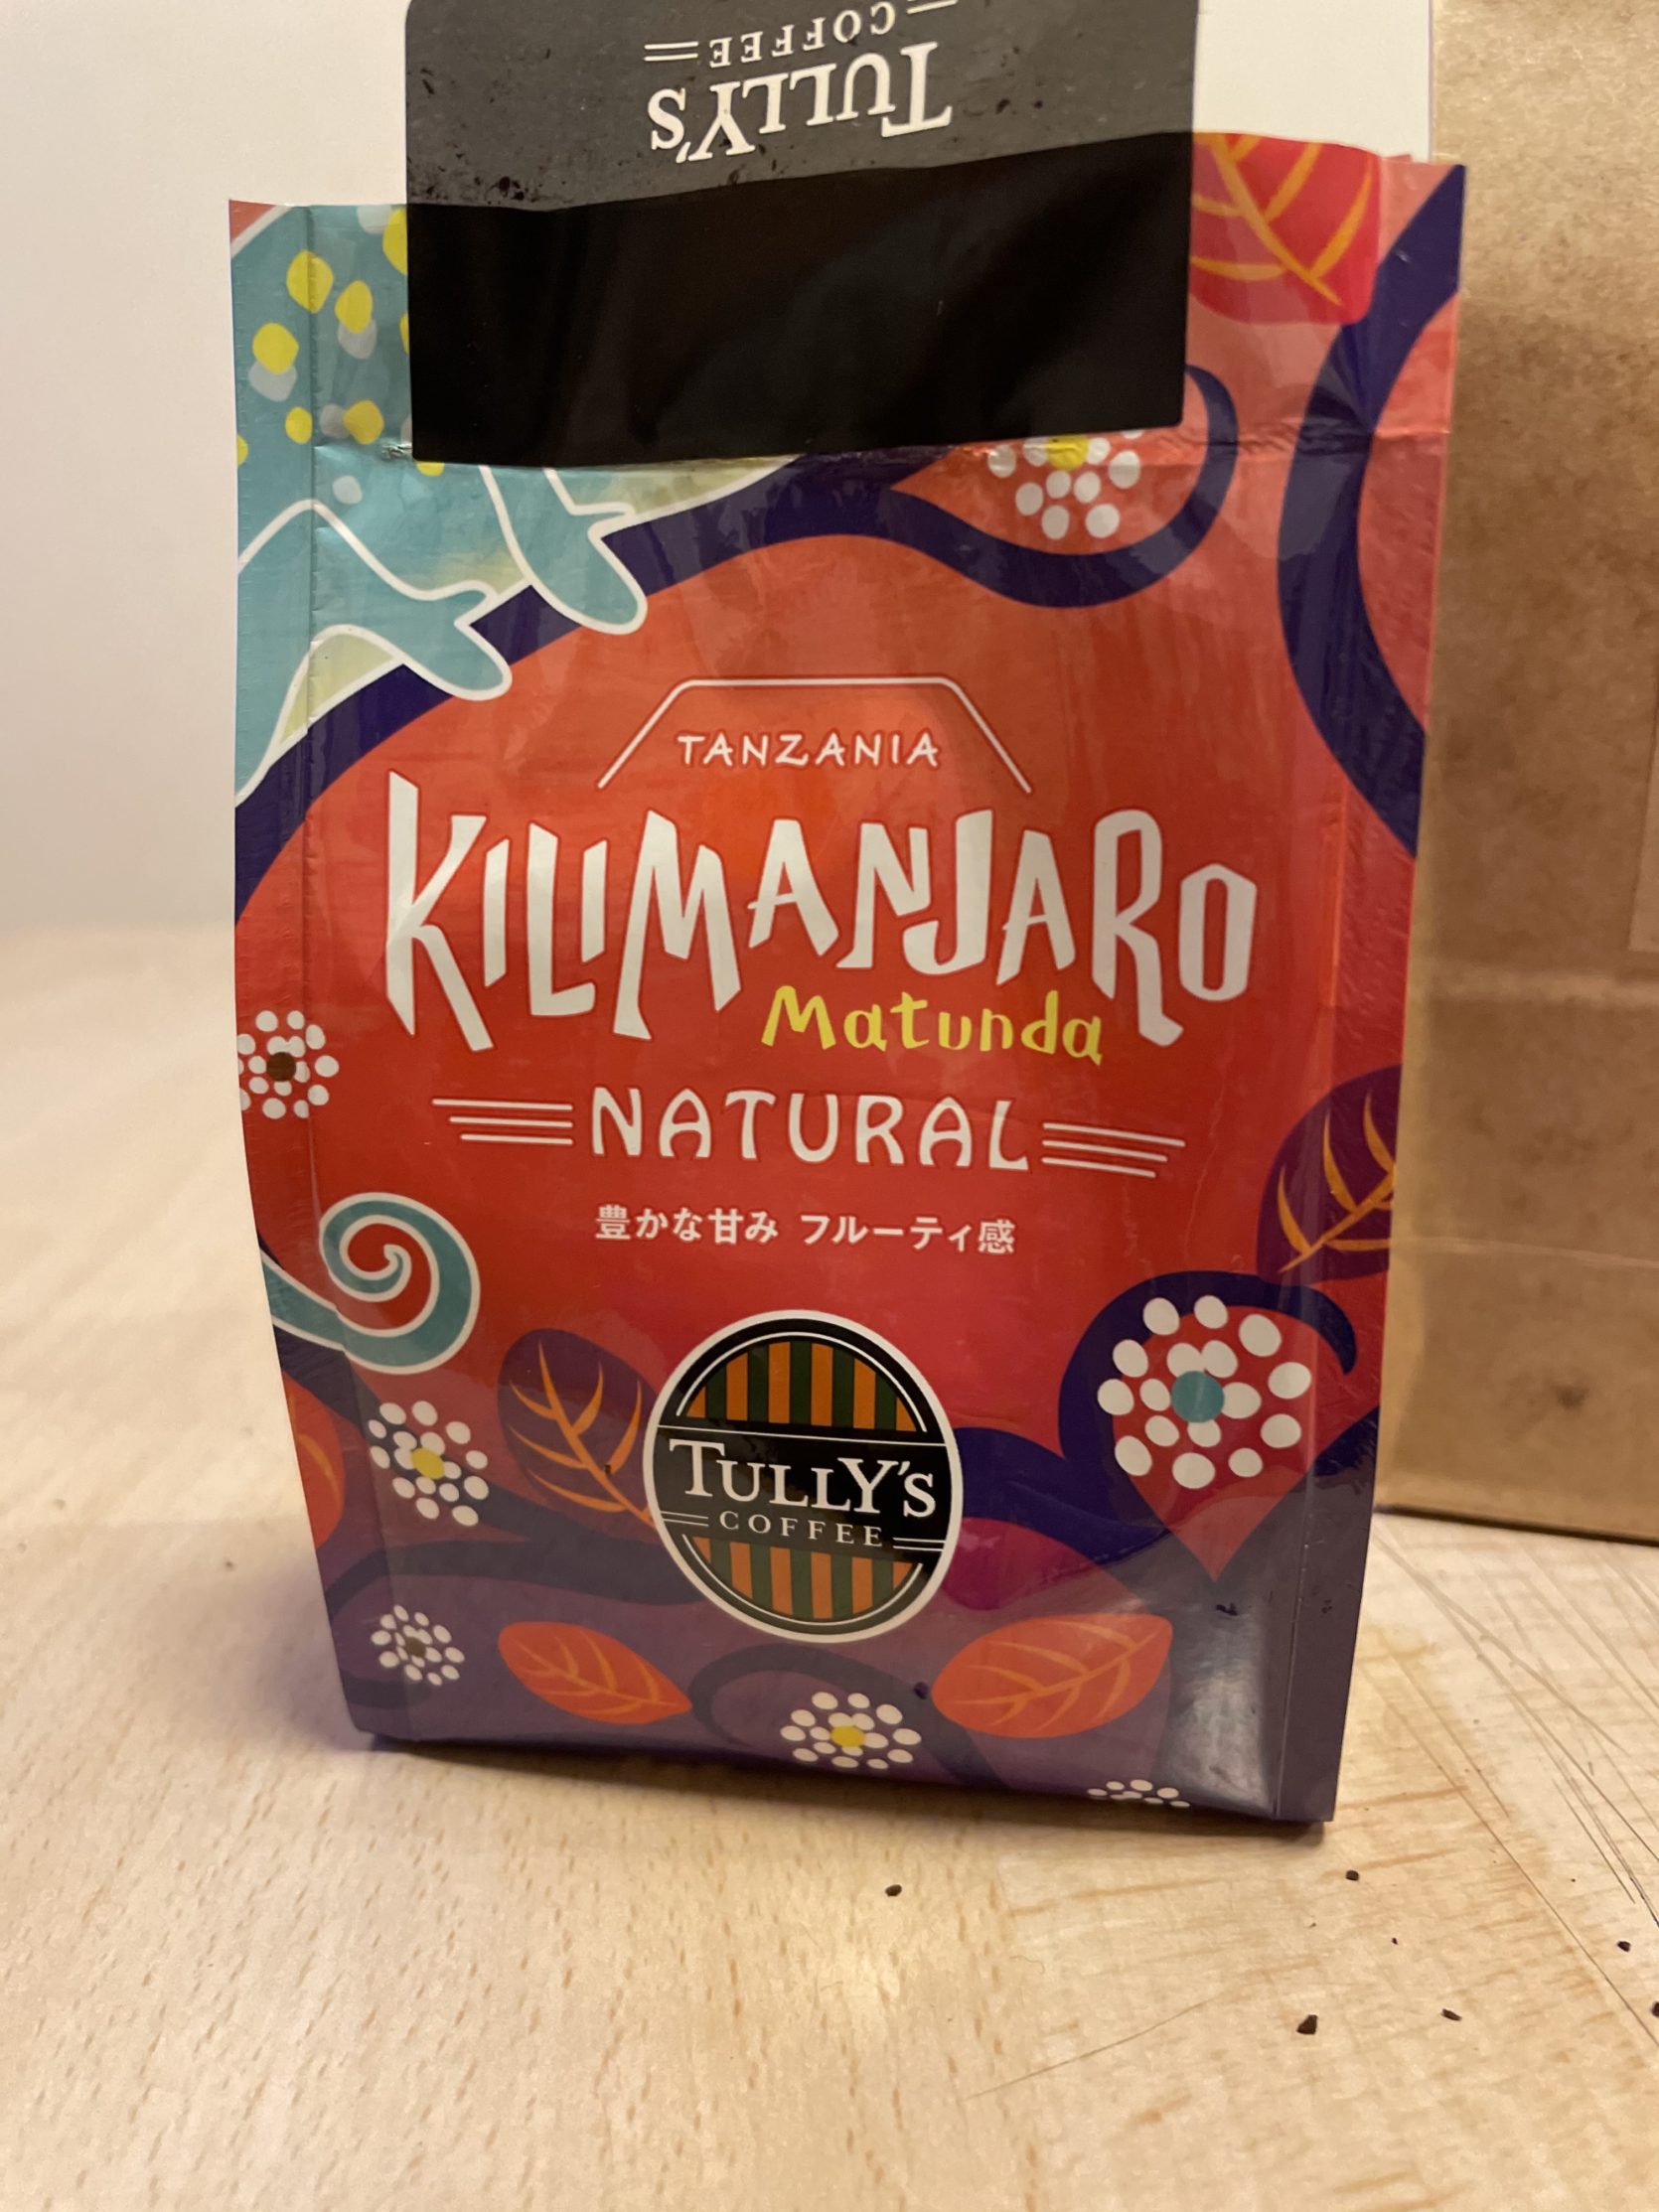 TULLY'S
COFFEE
TANZANIA
KILIMANJARO
Matunda
NATURAL
豊かな甘み フルーティ感
TULLY'S
COFFEE